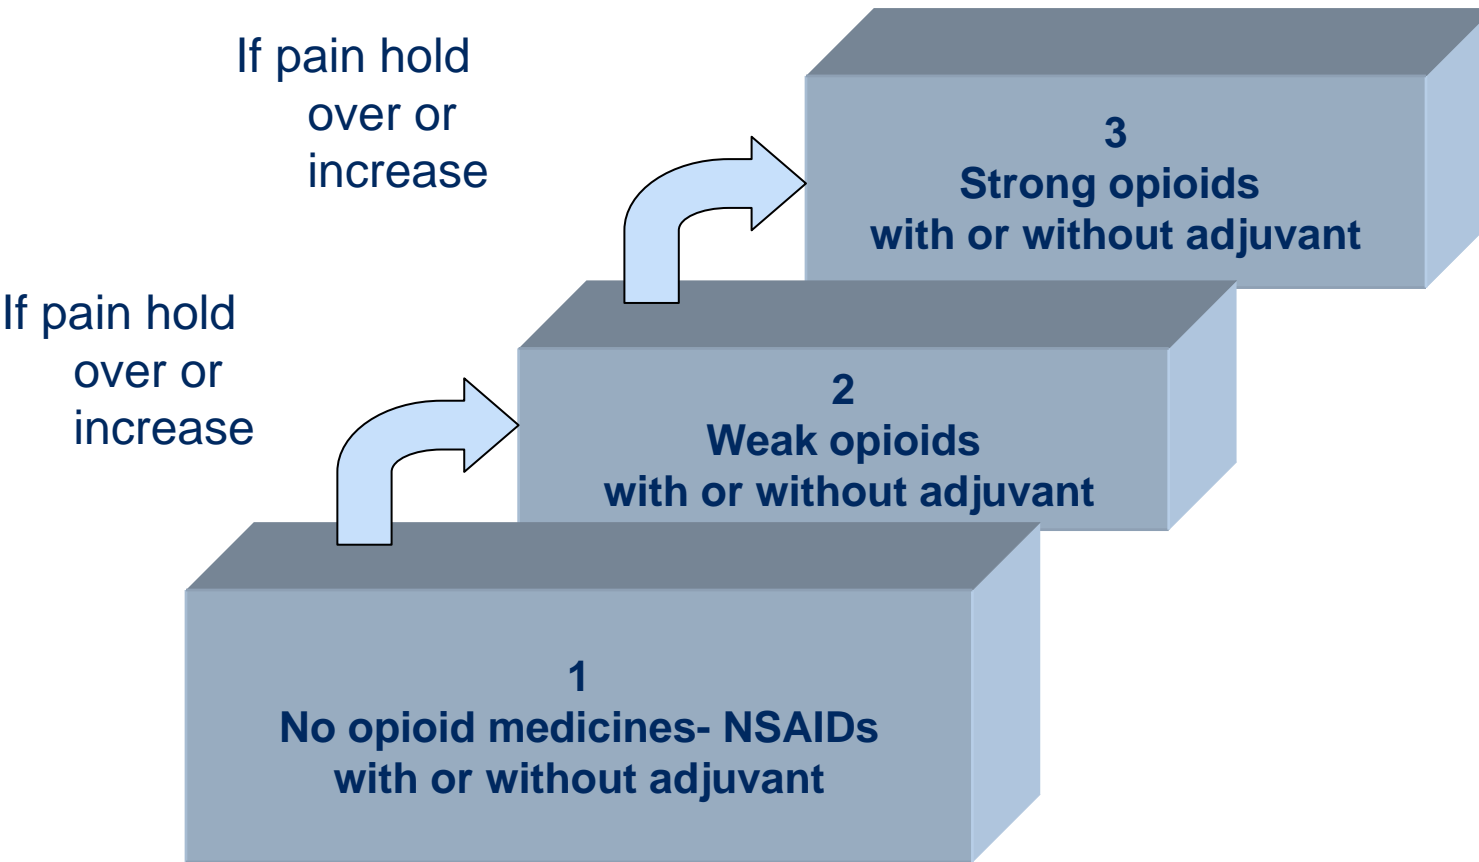 If pain hold
over or
increase
3
Strong opioids
with or without adjuvant
If pain hold
over or
increase
2
Weak opioids
with or without adjuvant
1
No opioid medicines- NSAIDs
with or without adjuvant